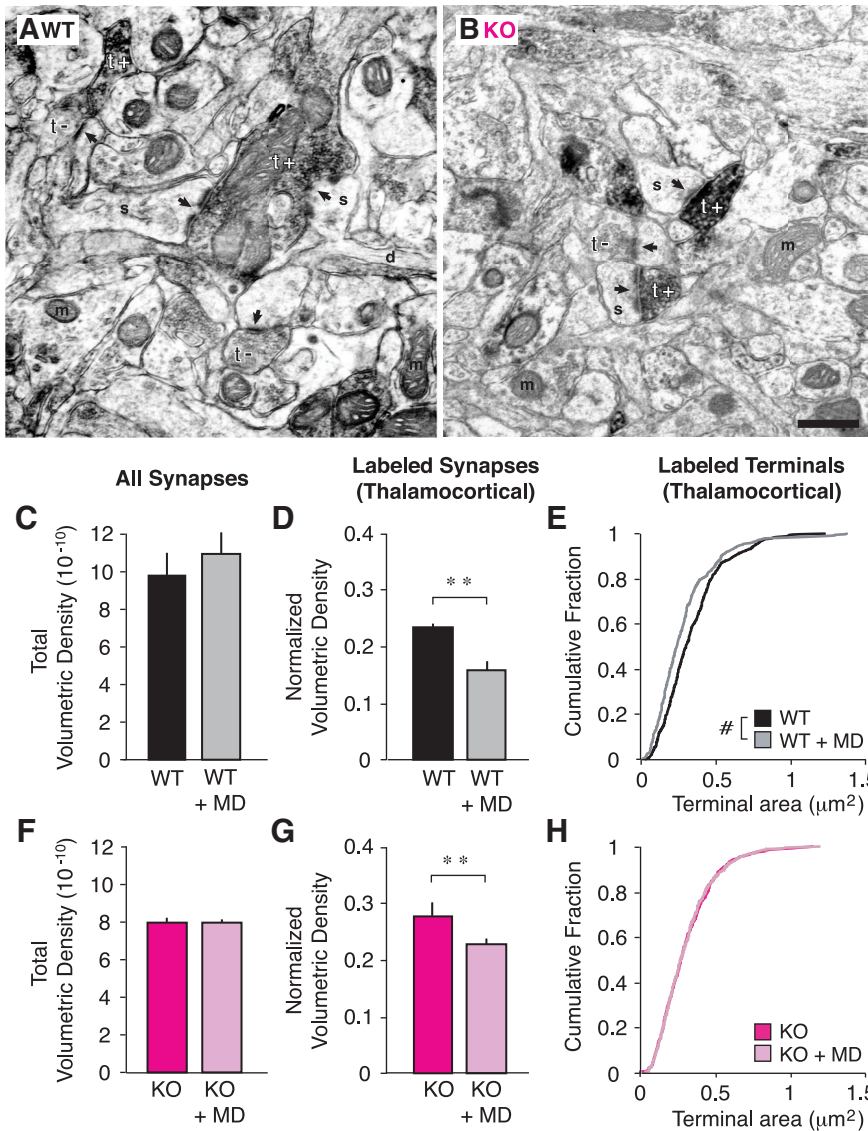 A WT
t+
t -
t+
s
s
d
m
t -
m
B KO
s
t+
t -
m
s
t+
m
All Synapses
Labeled Synapses
(Thalamocortical)
Labeled Terminals
(Thalamocortical)
C
Total
Volumetric Density (10⁻¹⁰)
12
10
8
6
4
2
0
WT
WT
+ MD
D
Normalized
Volumetric Density
0.4
0.3
0.2
0.1
0
* *
WT
WT
+ MD
E
Cumulative Fraction
1
0.8
0.6
0.4
0.2
0
# WT
WT + MD
0 0.5 1 1.5
Terminal area (μm²)
F
Total
Volumetric Density (10⁻¹⁰)
12
10
8
6
4
2
0
KO
KO
+ MD
G
Normalized
Volumetric Density
0.4
0.3
0.2
0.1
0
* *
KO
KO
+ MD
H
Cumulative Fraction
1
0.8
0.6
0.4
0.2
0
KO
KO + MD
0 0.5 1 1.5
Terminal area (μm²)